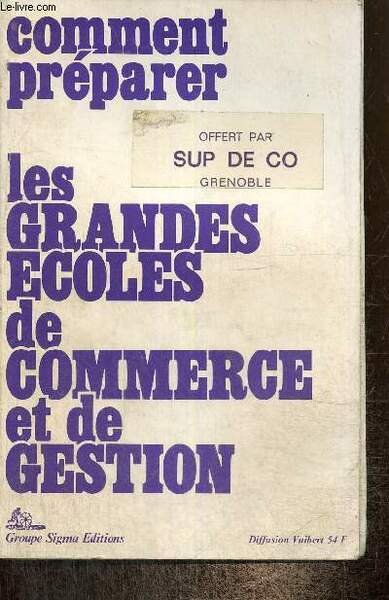 Le-livre.com
comment
préparer
OFFERT PAR
SUP DE CO
GRENOBLE
les
GRANDES
ECOLES
de
COMMERCE
et de
GESTION
Groupe Sigma Editions
Diffusion Vuibert 54 F